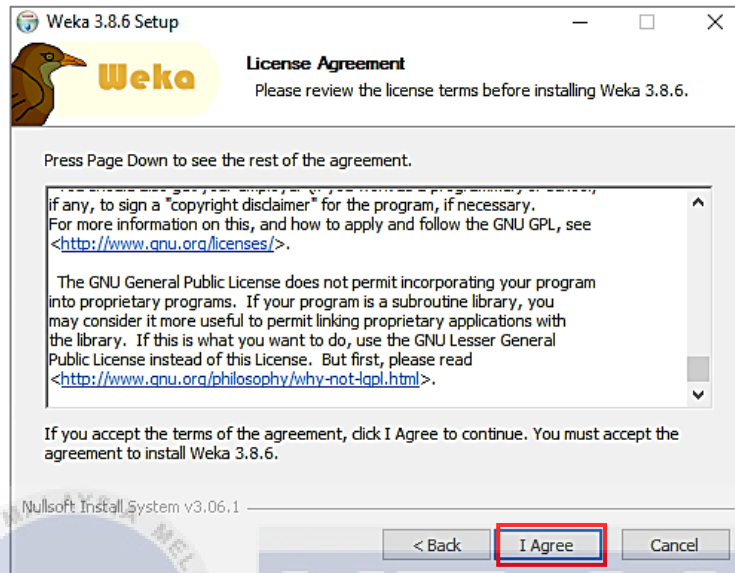 Weka 3.8.6 Setup
Weka
License Agreement
Please review the license terms before installing Weka 3.8.6.
Press Page Down to see the rest of the agreement.
if any, to sign a "copyright disclaimer" for the program, if necessary.
For more information on this, and how to apply and follow the GNU GPL, see
<http://www.gnu.org/licenses/>.
The GNU General Public License does not permit incorporating your program
into proprietary programs.  If your program is a subroutine library, you
may consider it more useful to permit linking proprietary applications with
the library.  If this is what you want to do, use the GNU Lesser General
Public License instead of this License.  But first, please read
<http://www.gnu.org/philosophy/why-not-lgpl.html>.
If you accept the terms of the agreement, click I Agree to continue. You must accept the
agreement to install Weka 3.8.6.
Nullsoft Install System v3.06.1
< Back
I Agree
Cancel